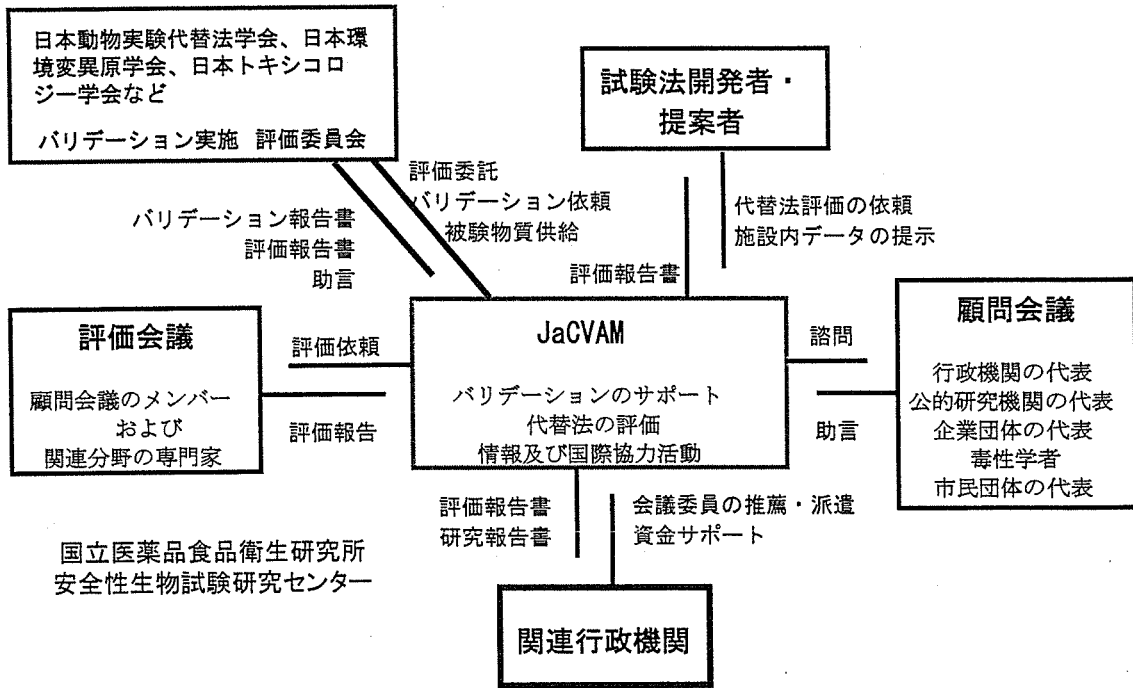 日本動物実験代替法学会、日本環
境変異原学会、日本トキシコロ
ジー学会など
バリデーション実施 評価委員会
試験法開発者・
提案者
評価委託
バリデーション依頼
被験物質供給
バリデーション報告書
評価報告書
助言
代替法評価の依頼
施設内データの提示
評価報告書
評価会議
顧問会議のメンバー
および
関連分野の専門家
評価依頼
評価報告
JaCVAM
バリデーションのサポート
代替法の評価
情報及び国際協力活動
諮問
助言
顧問会議
行政機関の代表
公的研究機関の代表
企業団体の代表
毒性学者
市民団体の代表
評価報告書
研究報告書
会議委員の推薦・派遣
資金サポート
国立医薬品食品衛生研究所
安全性生物試験研究センター
関連行政機関